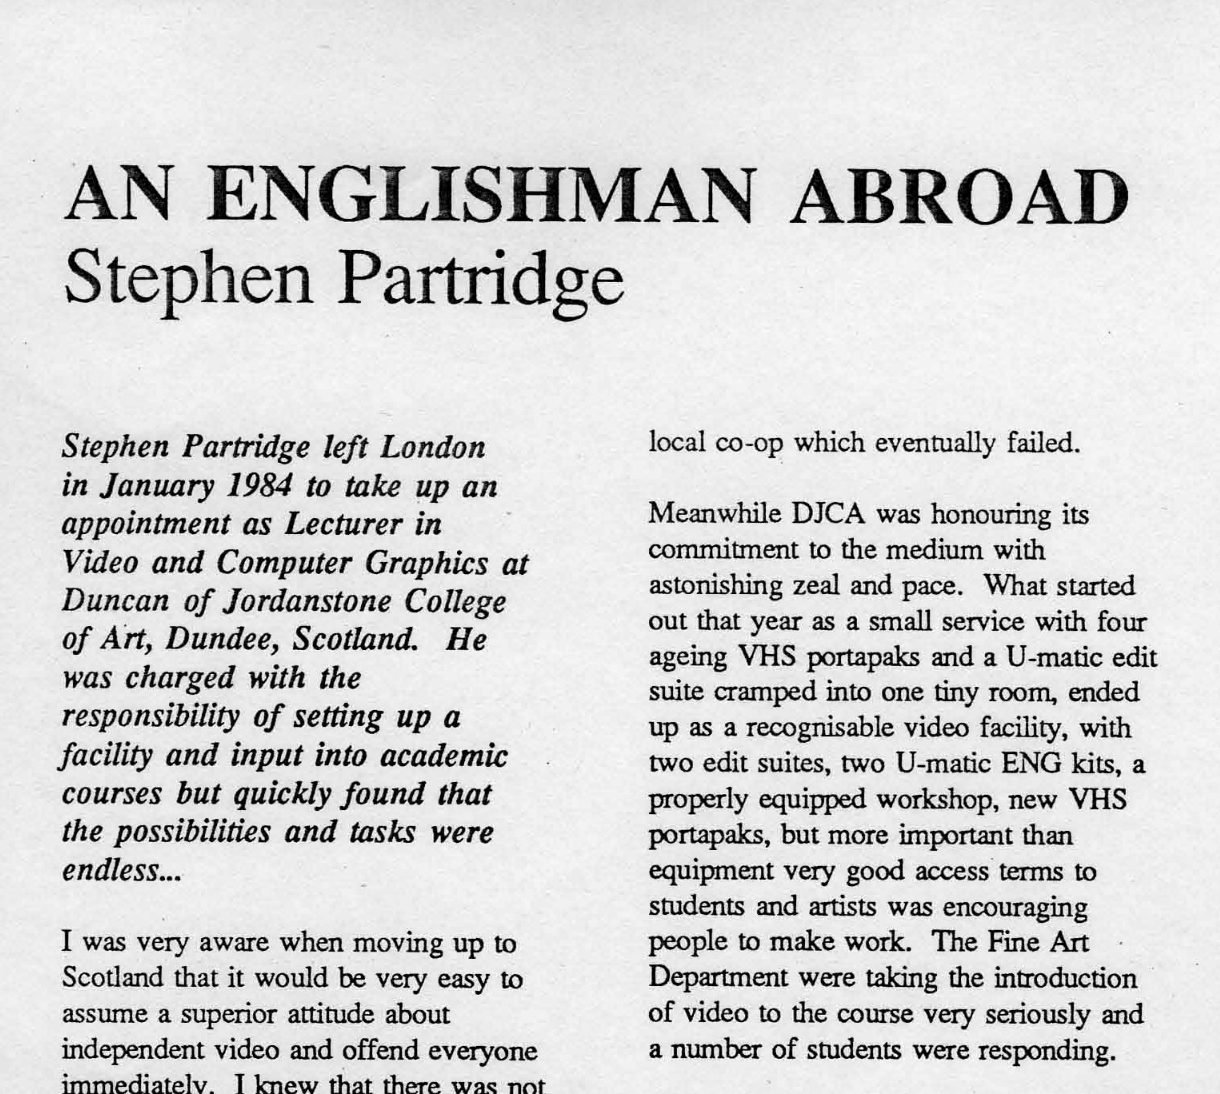 AN ENGLISHMAN ABROAD
Stephen Partridge
Stephen Partridge left London
in January 1984 to take up an
appointment as Lecturer in
Video and Computer Graphics at
Duncan of Jordanstone College
of Art, Dundee, Scotland. He
was charged with the
responsibility of setting up a
facility and input into academic
courses but quickly found that
the possibilities and tasks were
endless...
I was very aware when moving up to
Scotland that it would be very easy to
assume a superior attitude about
independent video and offend everyone
immediately. I knew that there was not
local co-op which eventually failed.
Meanwhile DJCA was honouring its
commitment to the medium with
astonishing zeal and pace. What started
out that year as a small service with four
ageing VHS portapaks and a U-matic edit
suite cramped into one tiny room, ended
up as a recognisable video facility, with
two edit suites, two U-matic ENG kits, a
properly equipped workshop, new VHS
portapaks, but more important than
equipment very good access terms to
students and artists was encouraging
people to make work. The Fine Art
Department were taking the introduction
of video to the course very seriously and
a number of students were responding.